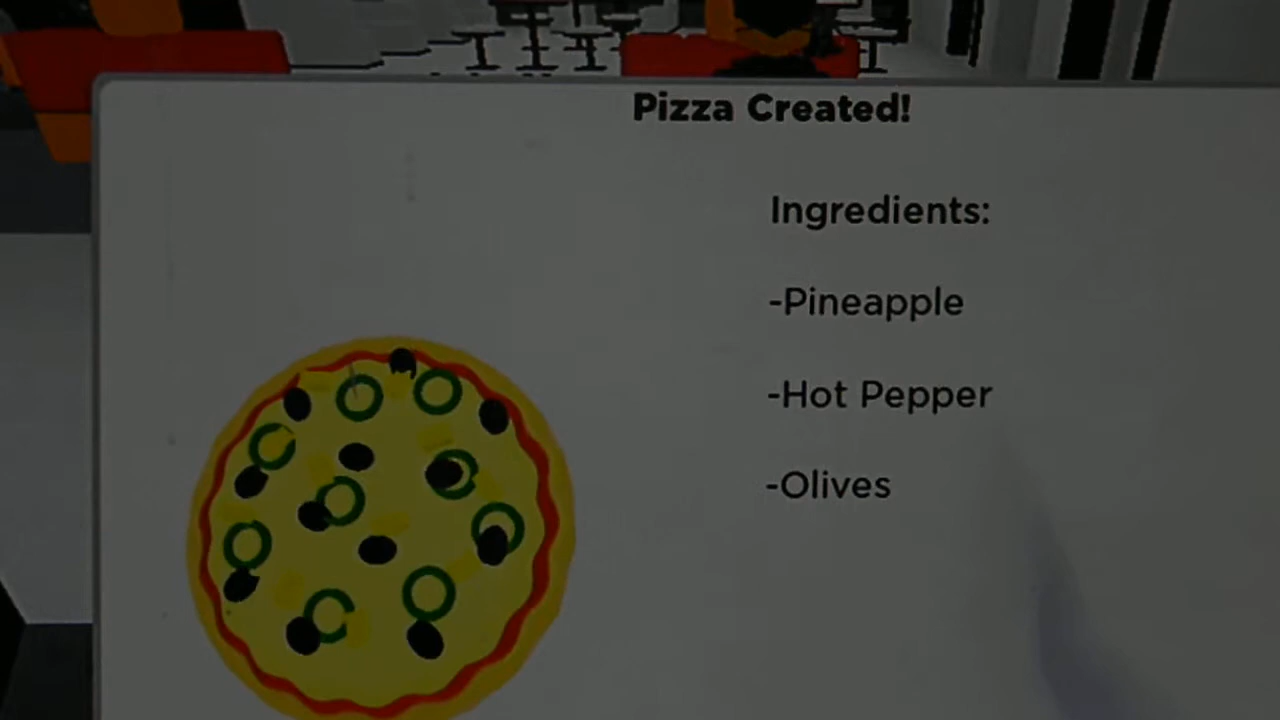 Pizza Created!
Ingredients:
-Pineapple
-Hot Pepper
-Olives